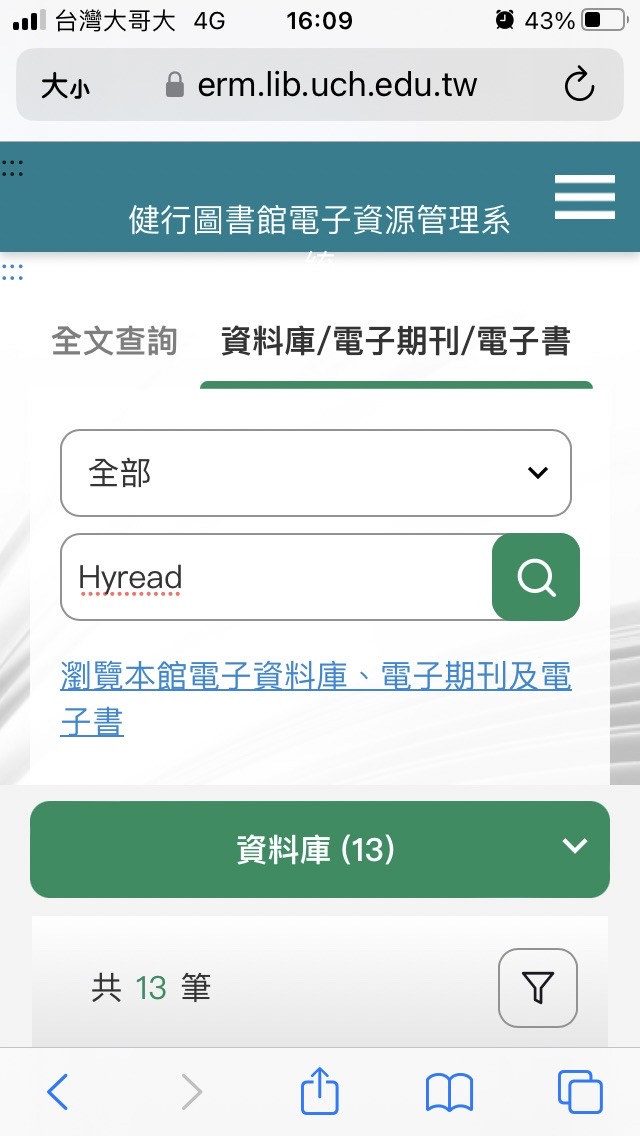 台灣大哥大 4G 16:09 43%
大小 erm.lib.uch.edu.tw
健行圖書館電子資源管理系
統
全文查詢 資料庫/電子期刊/電子書
全部
Hyread
瀏覽本館電子資料庫、電子期刊及電
子書
資料庫 (13)
共 13 筆